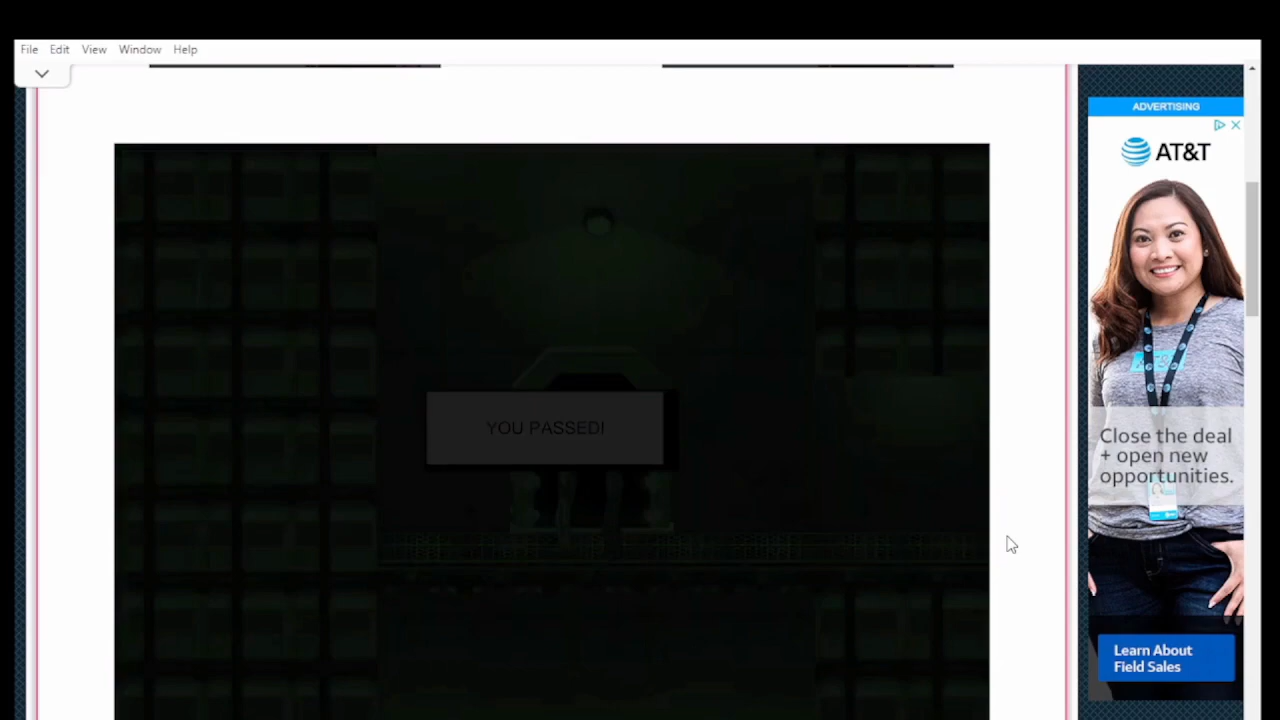 File Edit View Window Help
ADVERTISING
AT&T
YOU PASSED!
Close the deal
+ open new
opportunities.
Learn About
Field Sales